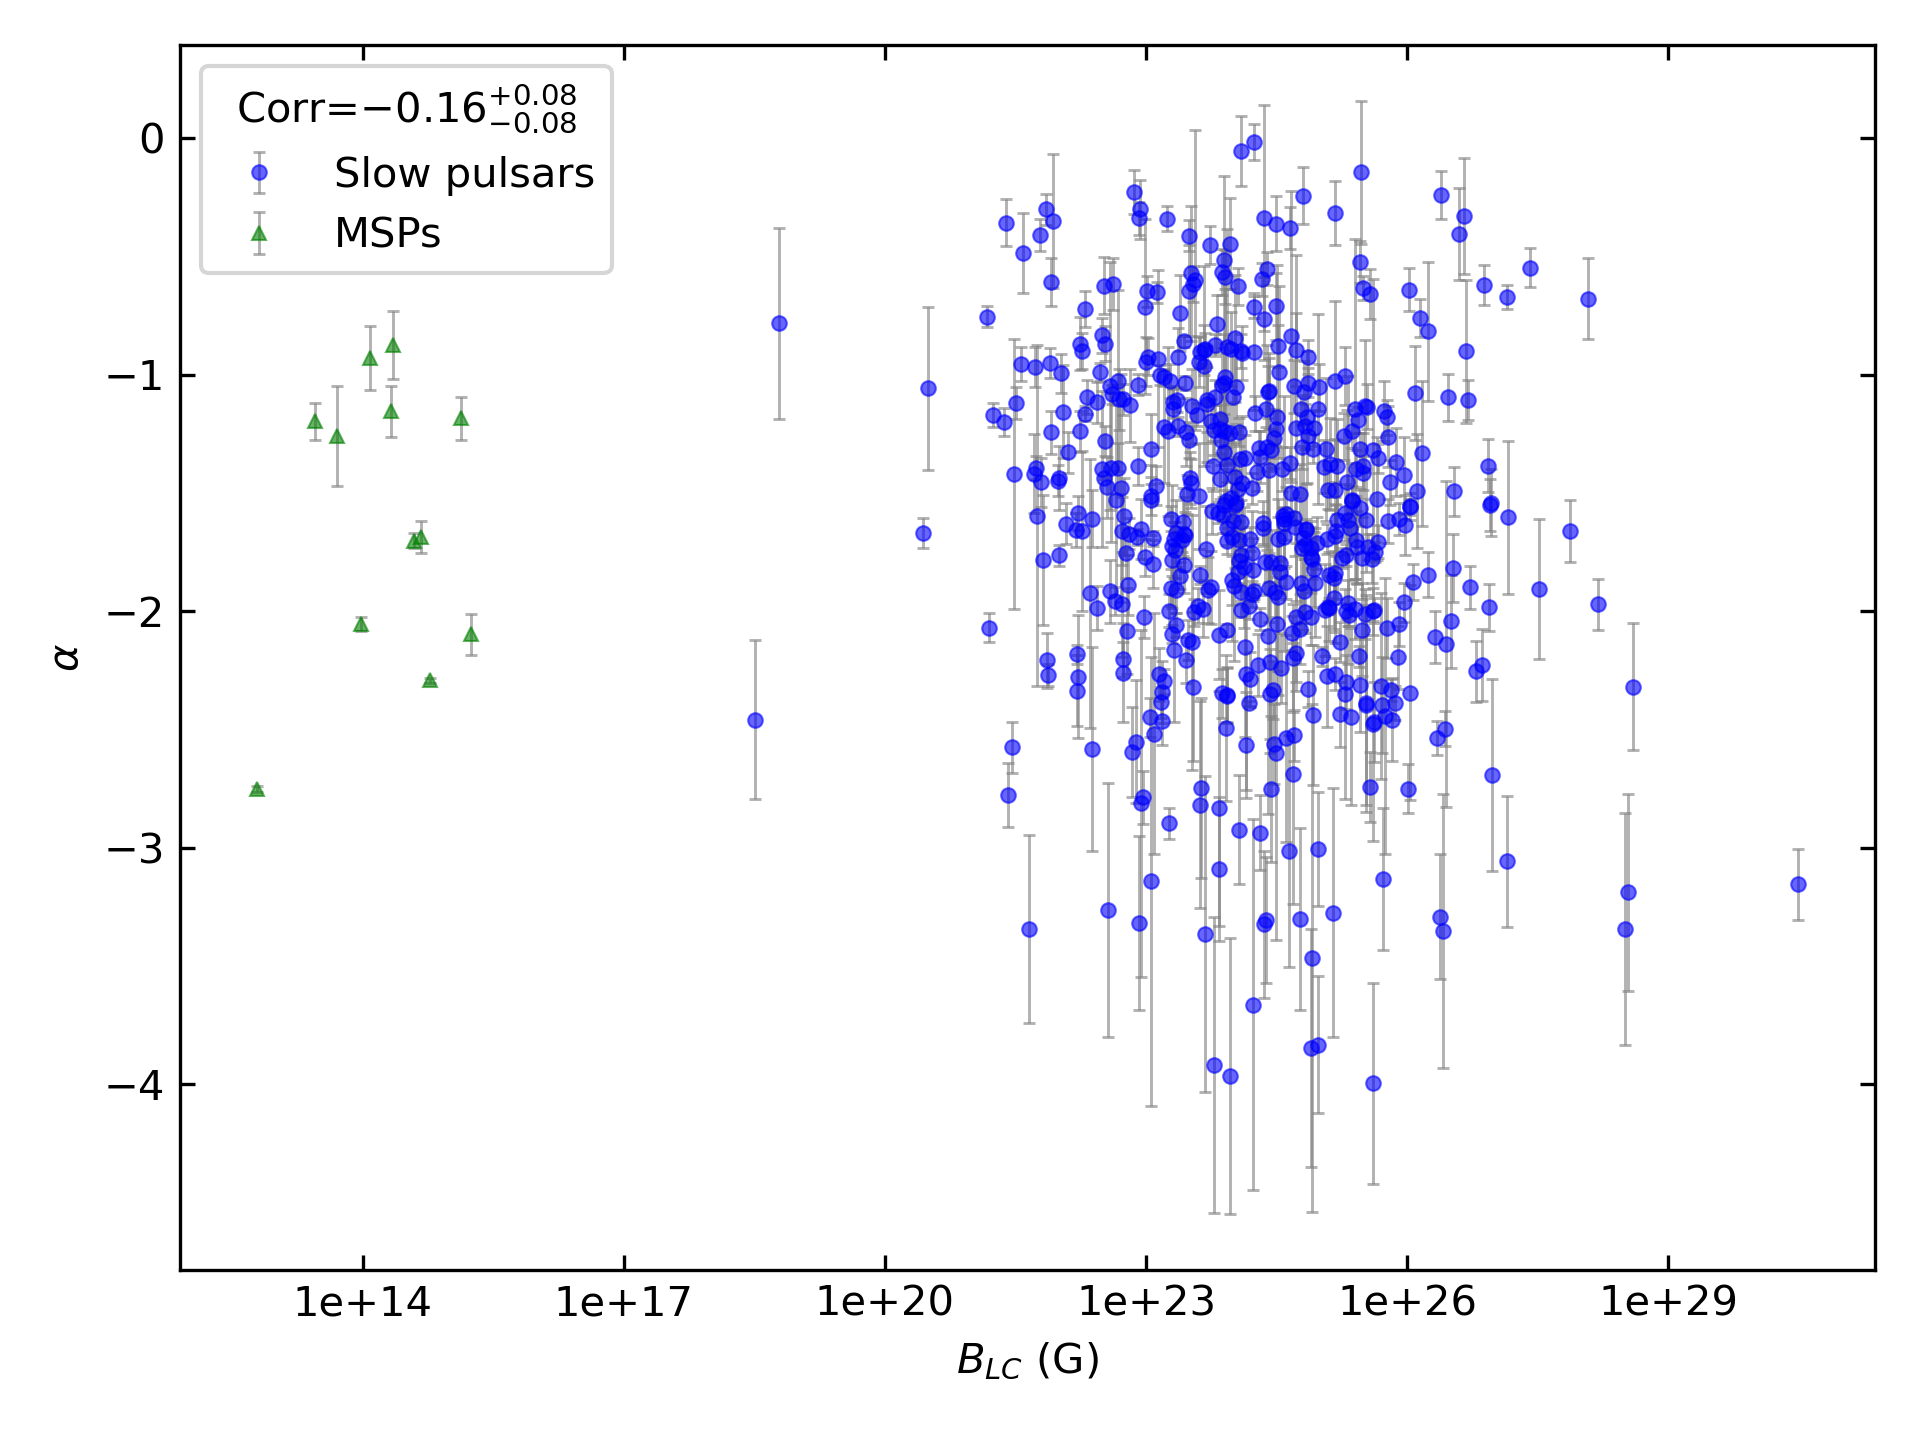 Corr=−0.16+0.08−0.08
Slow pulsars
MSPs
0
−1
−2
−3
−4
α
1e+14 1e+17 1e+20 1e+23 1e+26 1e+29
BLC (G)